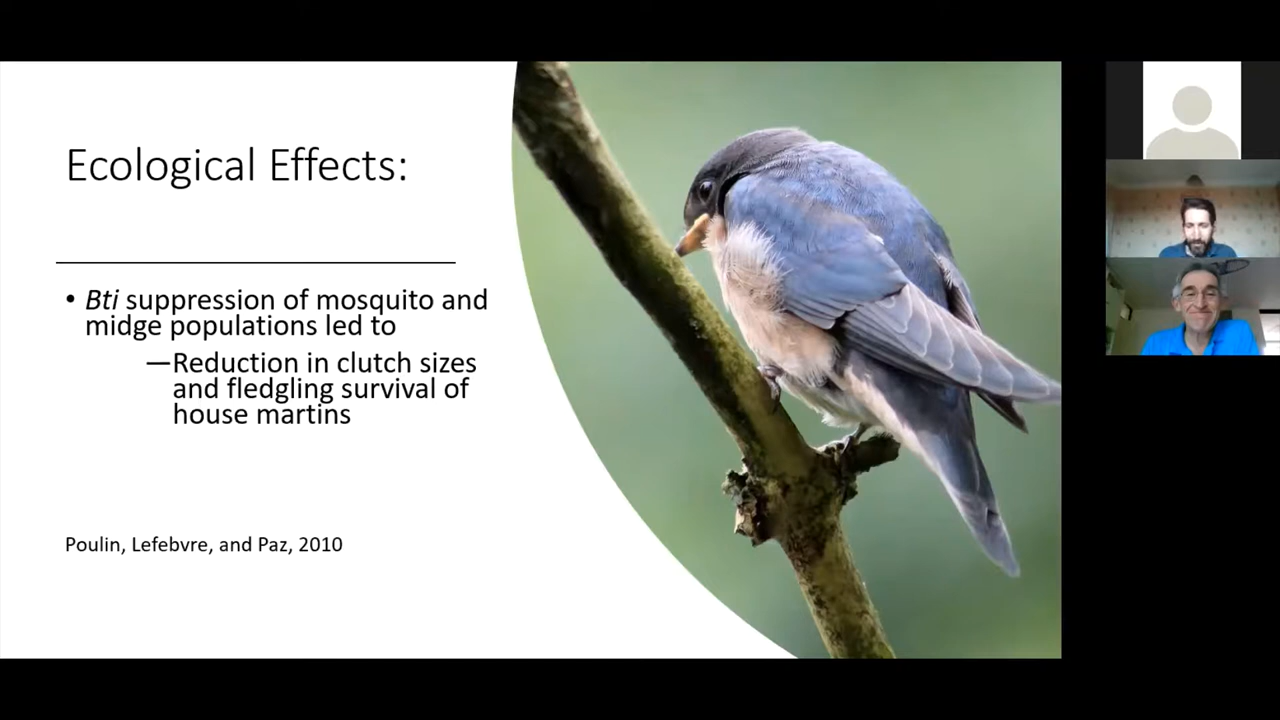 Ecological Effects:
• Bti suppression of mosquito and
midge populations led to
—Reduction in clutch sizes
and fledgling survival of
house martins
Poulin, Lefebvre, and Paz, 2010